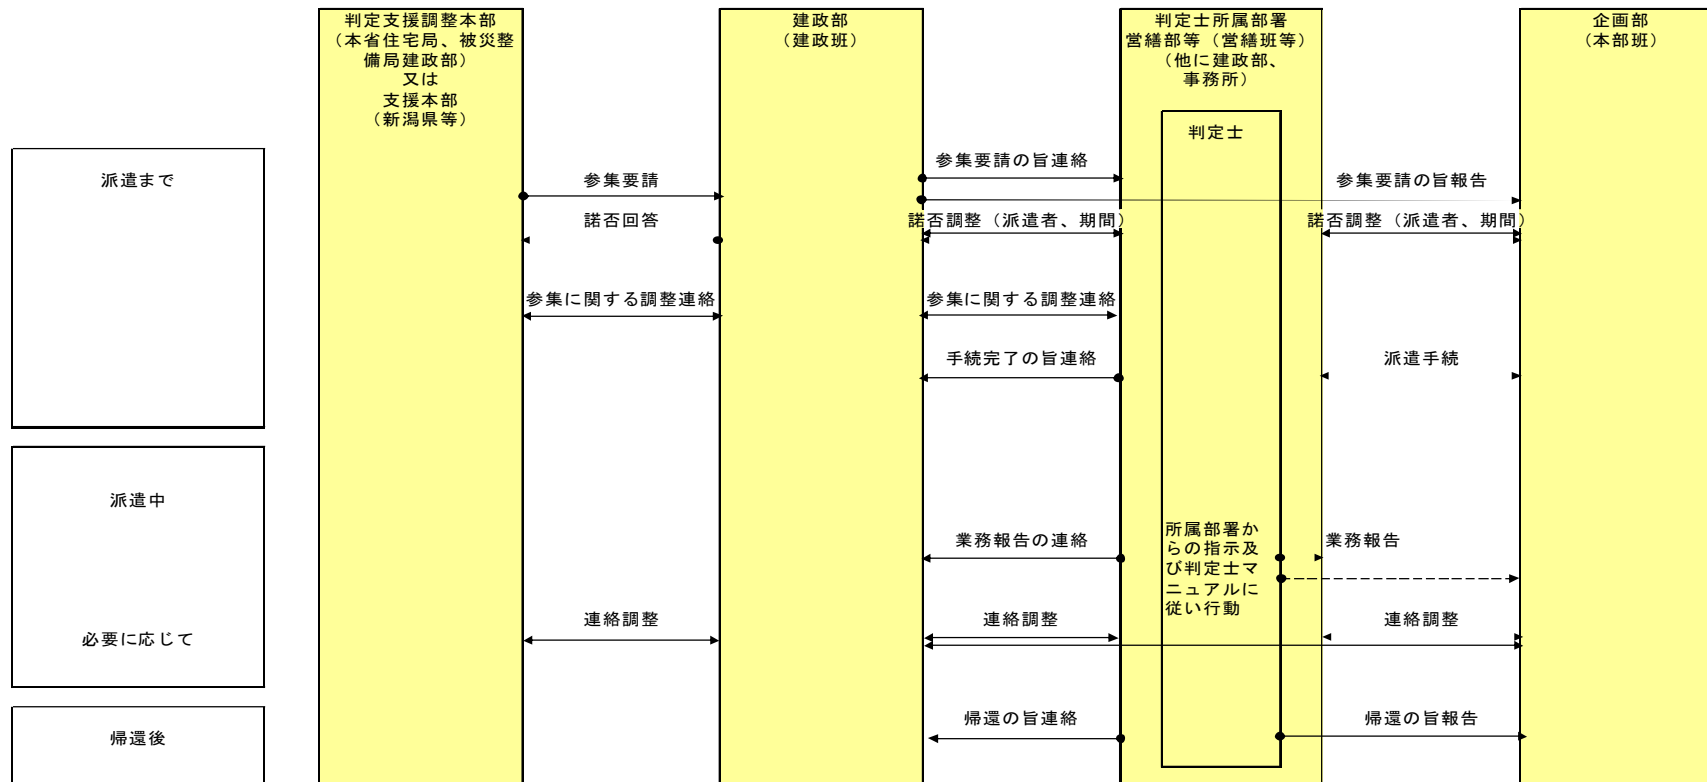 判定支援調整本部
（本省住宅局、被災整
備局建政部）
又は
支援本部
（新潟県等）
建政部
（建政班）
判定士所属部署
営繕部等（営繕班等）
（他に建政部、
事務所）
企画部
（本部班）
判定士
派遣まで
参集要請
参集要請の旨連絡
参集要請の旨報告
諾否回答
諾否調整（派遣者、期間）
諾否調整（派遣者、期間）
参集に関する調整連絡
参集に関する調整連絡
手続完了の旨連絡
派遣手続
派遣中
業務報告の連絡
所属部署か
らの指示及
び判定士マ
ニュアルに
従い行動
業務報告
必要に応じて
連絡調整
連絡調整
連絡調整
帰還後
帰還の旨連絡
帰還の旨報告